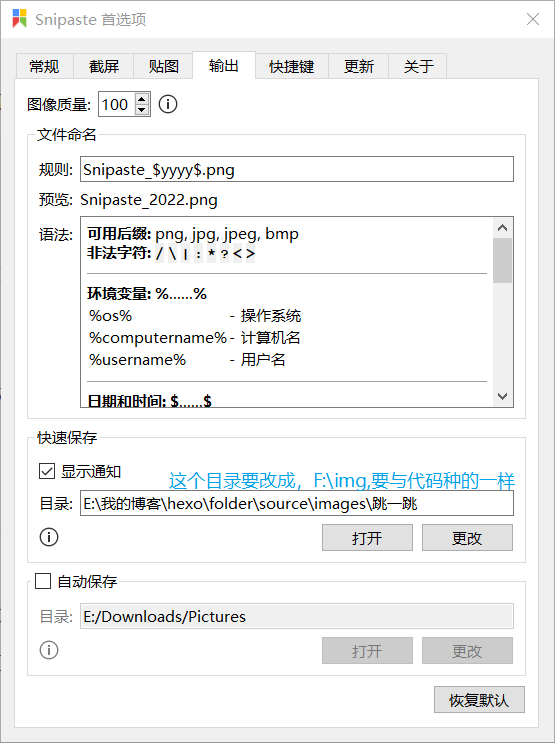 Snipaste 首选项
常规 截屏 贴图 输出 快捷键 更新 关于
图像质量: 100
文件命名
规则: Snipaste_$yyyy$.png
预览: Snipaste_2022.png
语法: 可用后缀: png, jpg, jpeg, bmp
非法字符: / \ | : * ? < >
环境变量: %......%
%os% - 操作系统
%computername% - 计算机名
%username% - 用户名
日期和时间: $......$
快速保存
显示通知
这个目录要改成，F:\img,要与代码种的一样
目录: E:\我的博客\hexo\folder\source\images\跳一跳
打开 更改
自动保存
目录: E:/Downloads/Pictures
打开 更改
恢复默认